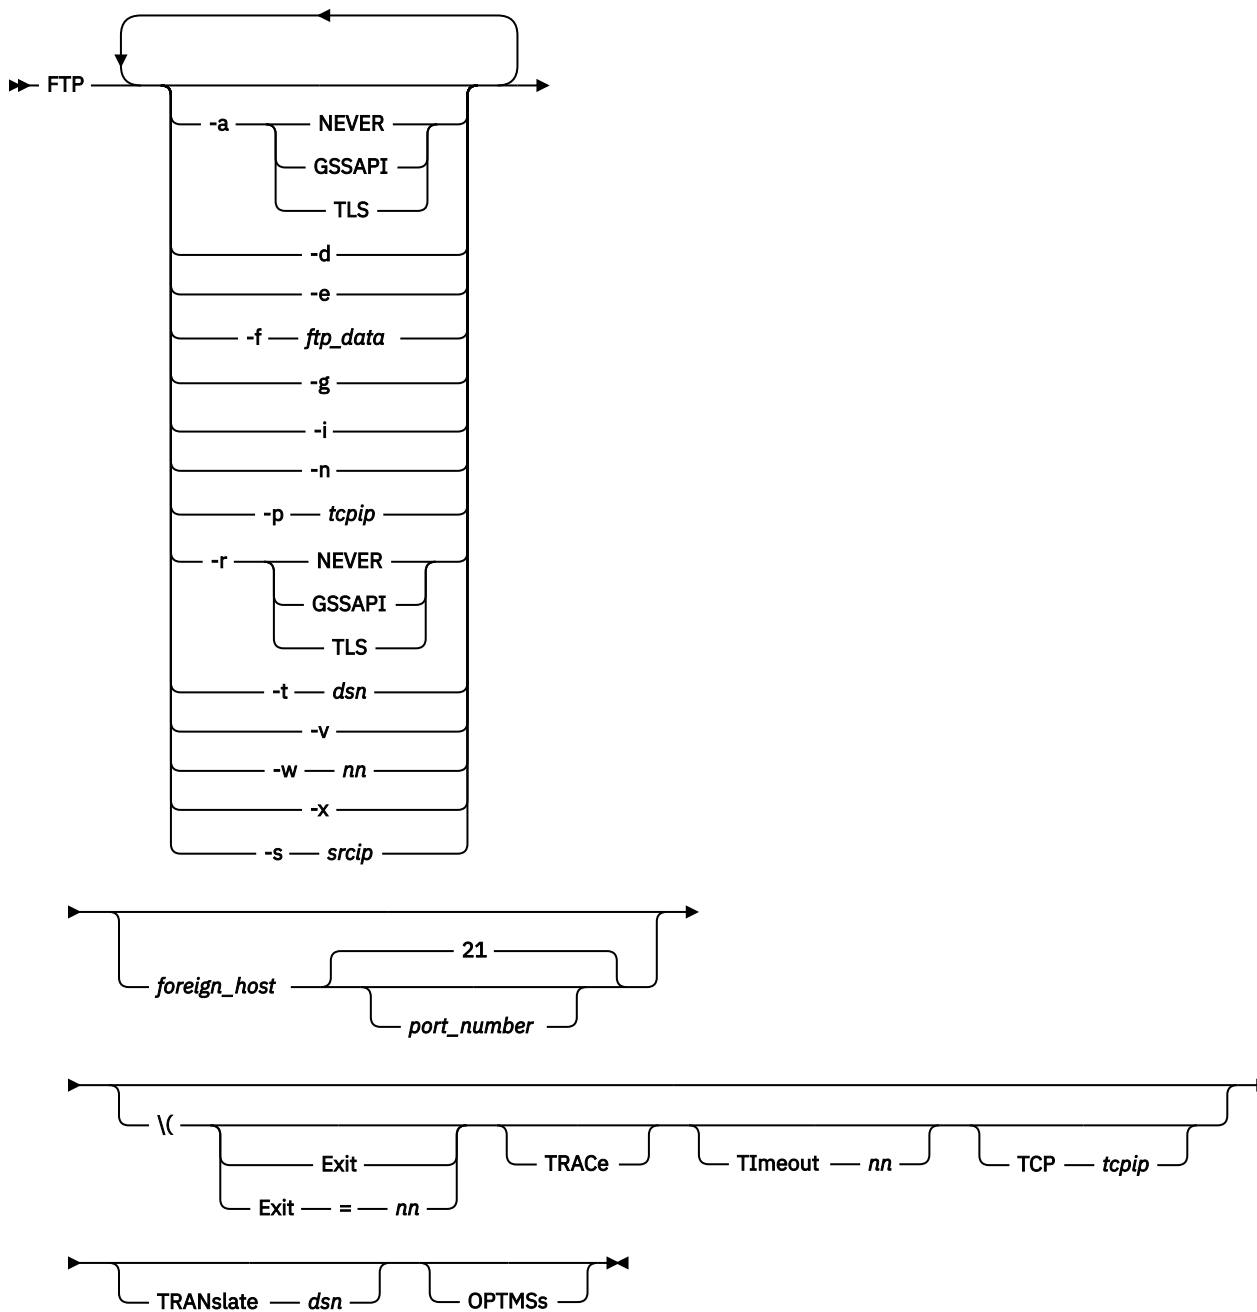 FTP
-a NEVER
GSSAPI
TLS
-d
-e
-f ftp_data
-g
-i
-n
-p tcpip
-r NEVER
GSSAPI
TLS
-t dsn
-v
-w nn
-x
-s srcip
21
foreign_host
port_number
\(
Exit TRACe TImeout nn TCP tcpip
Exit = nn
TRANslate dsn OPTMSs